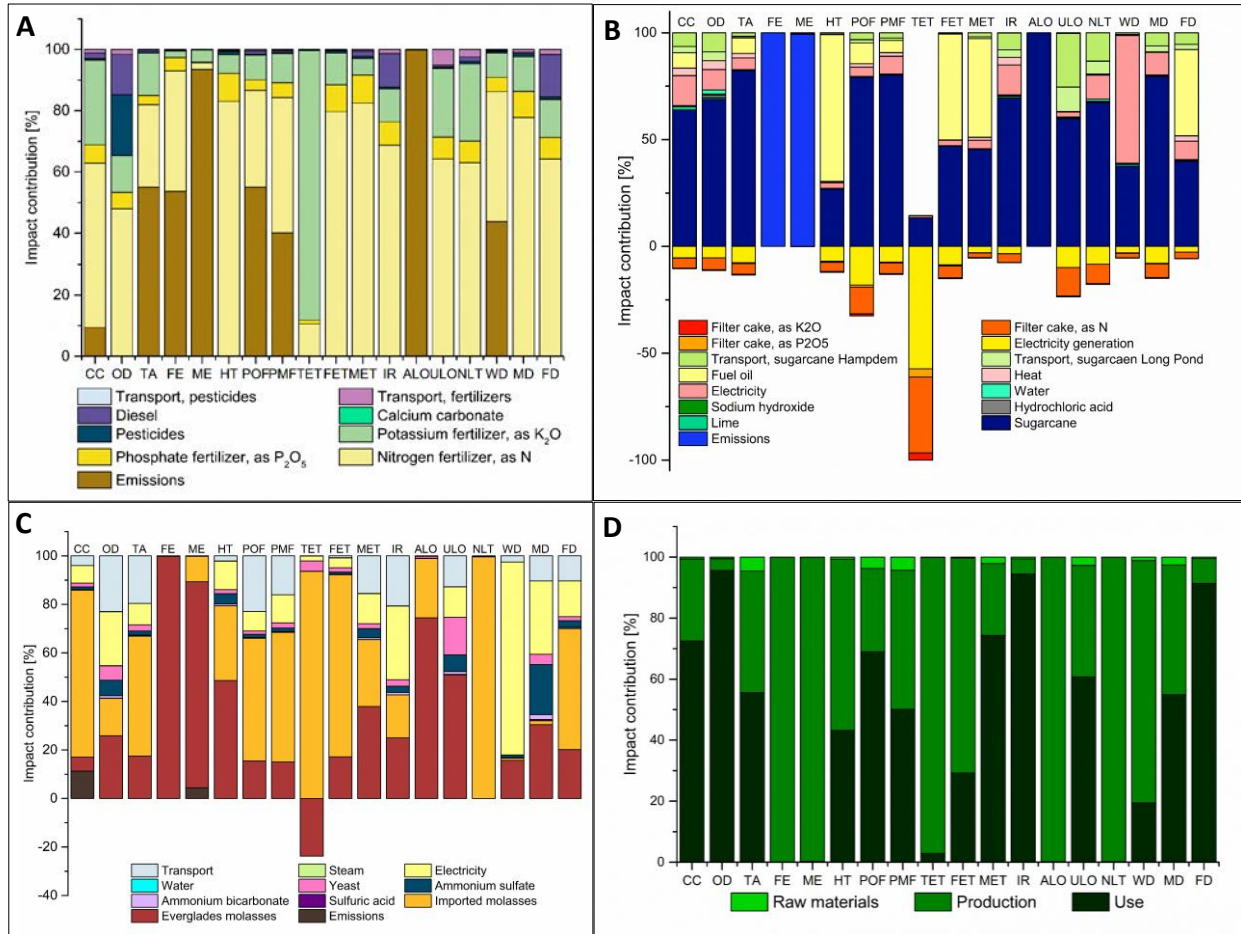 A
Impact contribution [%]
100
80
60
40
20
0
CC OD TA FE ME HT POF PMF TET FET MET IR ALO ULO NLT WD MD FD
Transport, pesticides Transport, fertilizers
Diesel Calcium carbonate
Pesticides Potassium fertilizer, as K2O
Phosphate fertilizer, as P2O5 Nitrogen fertilizer, as N
Emissions
B
CC OD TA FE ME HT POF PMF TET FET MET IR ALO ULO NLT WD MD FD
Impact contribution [%]
100
50
0
-50
-100
Filter cake, as K2O Filter cake, as N
Filter cake, as P2O5 Electricity generation
Transport, sugarcane Hampdem Transport, sugarcaen Long Pond
Fuel oil Heat
Electricity Water
Sodium hydroxide Hydrochloric acid
Lime Sugarcane
Emissions
C
CC OD TA FE ME HT POF PMF TET FET MET IR ALO ULO NLT WD MD FD
Impact contribution [%]
100
80
60
40
20
0
-20
-40
Transport Steam Electricity
Water Yeast Ammonium sulfate
Ammonium bicarbonate Sulfuric acid Imported molasses
Everglades molasses Emissions
D
Impact contribution [%]
100
80
60
40
20
0
CC OD TA FE ME HT POF PMF TET FET MET IR ALO ULO NLT WD MD FD
Raw materials Production Use